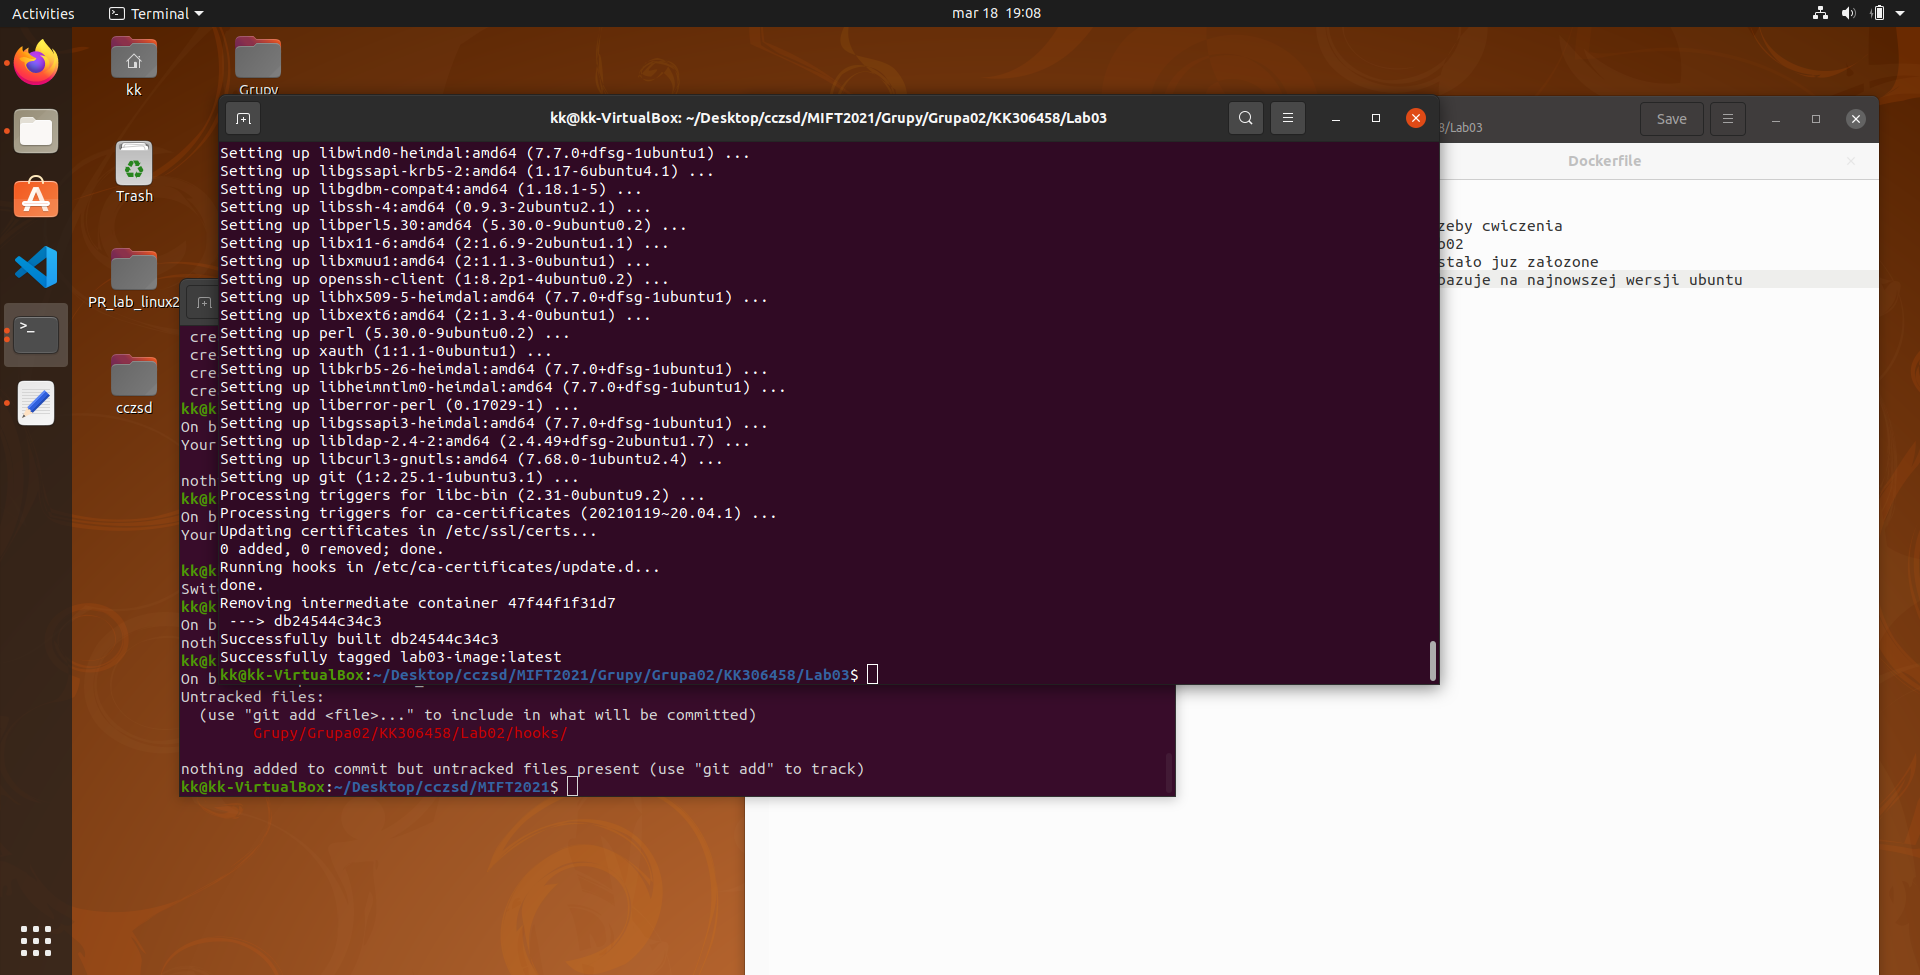 Activities
Terminal
mar 18 19:08
kk
Grupy
Trash
PR_lab_linux2
cczsd
kk@kk-VirtualBox: ~/Desktop/cczsd/MIFT2021/Grupy/Grupa02/KK306458/Lab03
Setting up libwind0-heimdal:amd64 (7.7.0+dfsg-1ubuntu1) ...
Setting up libgssapi-krb5-2:amd64 (1.17-6ubuntu4.1) ...
Setting up libgdbm-compat4:amd64 (1.18.1-5) ...
Setting up libssh-4:amd64 (0.9.3-2ubuntu2.1) ...
Setting up libperl5.30:amd64 (5.30.0-9ubuntu0.2) ...
Setting up libx11-6:amd64 (2:1.6.9-2ubuntu1.1) ...
Setting up libxmuu1:amd64 (2:1.1.3-0ubuntu1) ...
Setting up openssh-client (1:8.2p1-4ubuntu0.2) ...
Setting up libhx509-5-heimdal:amd64 (7.7.0+dfsg-1ubuntu1) ...
Setting up libxext6:amd64 (2:1.3.4-0ubuntu1) ...
Setting up perl (5.30.0-9ubuntu0.2) ...
Setting up xauth (1:1.1-0ubuntu1) ...
Setting up libkrb5-26-heimdal:amd64 (7.7.0+dfsg-1ubuntu1) ...
Setting up libheimntlm0-heimdal:amd64 (7.7.0+dfsg-1ubuntu1) ...
Setting up liberror-perl (0.17029-1) ...
Setting up libgssapi3-heimdal:amd64 (7.7.0+dfsg-1ubuntu1) ...
Setting up libldap-2.4-2:amd64 (2.4.49+dfsg-2ubuntu1.7) ...
Setting up libcurl3-gnutls:amd64 (7.68.0-1ubuntu2.4) ...
Setting up git (1:2.25.1-1ubuntu3.1) ...
Processing triggers for libc-bin (2.31-0ubuntu9.2) ...
Processing triggers for ca-certificates (20210119~20.04.1) ...
Updating certificates in /etc/ssl/certs...
0 added, 0 removed; done.
Running hooks in /etc/ca-certificates/update.d...
done.
Removing intermediate container 47f44f1f31d7
---> db24544c34c3
Successfully built db24544c34c3
Successfully tagged lab03-image:latest
kk@kk-VirtualBox:~/Desktop/cczsd/MIFT2021/Grupy/Grupa02/KK306458/Lab03$
cre
cre
cre
cre
kk@k
On b
Your
noth
kk@k
On b
Your
kk@k
Swit
kk@k
On b
noth
kk@k
On b
Untracked files:
(use "git add <file>..." to include in what will be committed)
Grupy/Grupa02/KK306458/Lab02/hooks/
nothing added to commit but untracked files present (use "git add" to track)
kk@kk-VirtualBox:~/Desktop/cczsd/MIFT2021$
8/Lab03
Save
Dockerfile
zeby cwiczenia
b02
stało juz założone
bazuje na najnowszej wersji ubuntu